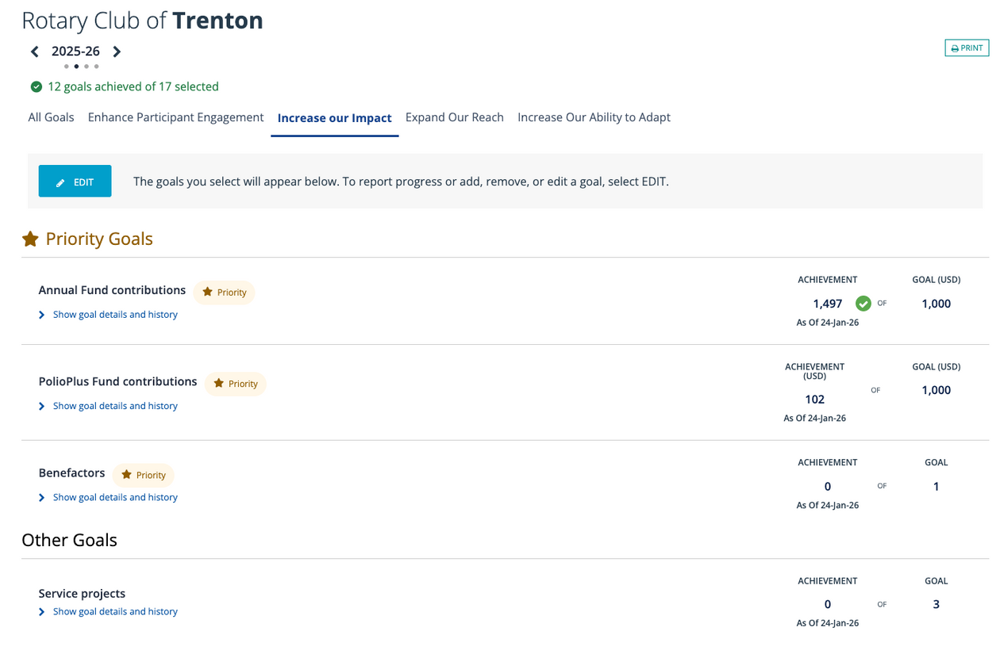 Rotary Club of Trenton
2025-26
PRINT
12 goals achieved of 17 selected
All Goals Enhance Participant Engagement Increase our Impact Expand Our Reach Increase Our Ability to Adapt
EDIT The goals you select will appear below. To report progress or add, remove, or edit a goal, select EDIT.
Priority Goals
Annual Fund contributions Priority
Show goal details and history
ACHIEVEMENT GOAL (USD)
1,497 OF 1,000
As Of 24-Jan-26
PolioPlus Fund contributions Priority
Show goal details and history
ACHIEVEMENT (USD) GOAL (USD)
102 OF 1,000
As Of 24-Jan-26
Benefactors Priority
Show goal details and history
ACHIEVEMENT GOAL
0 OF 1
As Of 24-Jan-26
Other Goals
Service projects
Show goal details and history
ACHIEVEMENT GOAL
0 OF 3
As Of 24-Jan-26